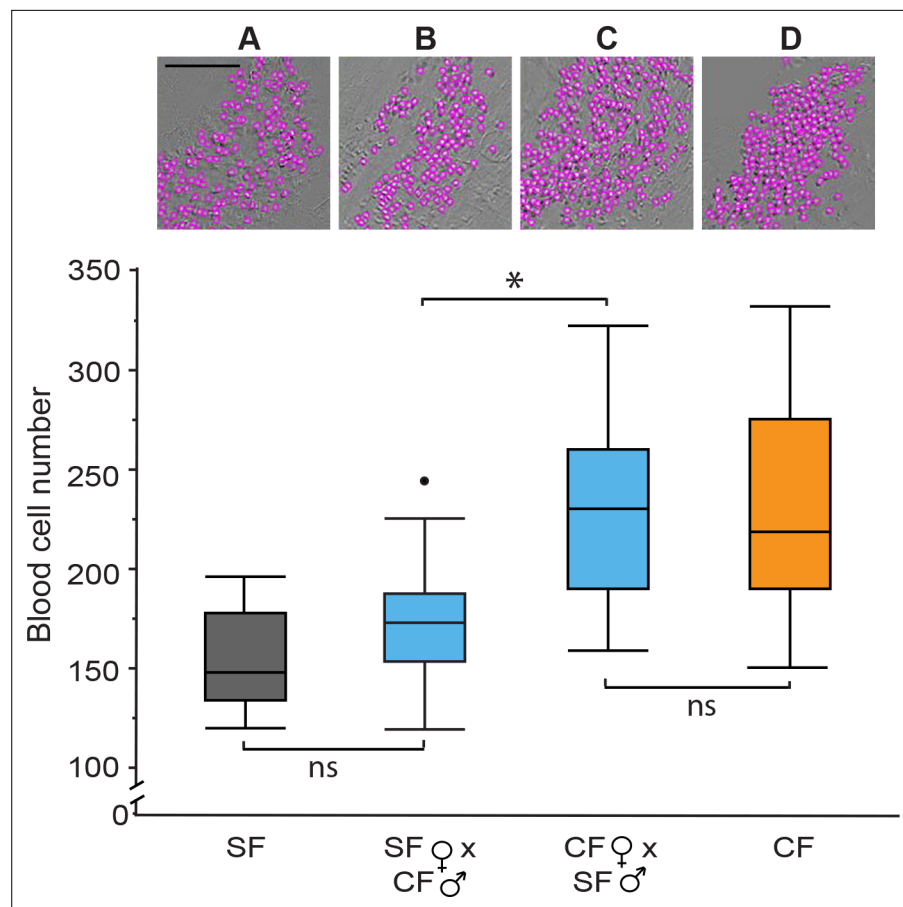 A B C D
350
300
250
200
150
100
0
Blood cell number
*
ns
ns
SF
SF ♀ x
CF ♂
CF ♀ x
SF ♂
CF